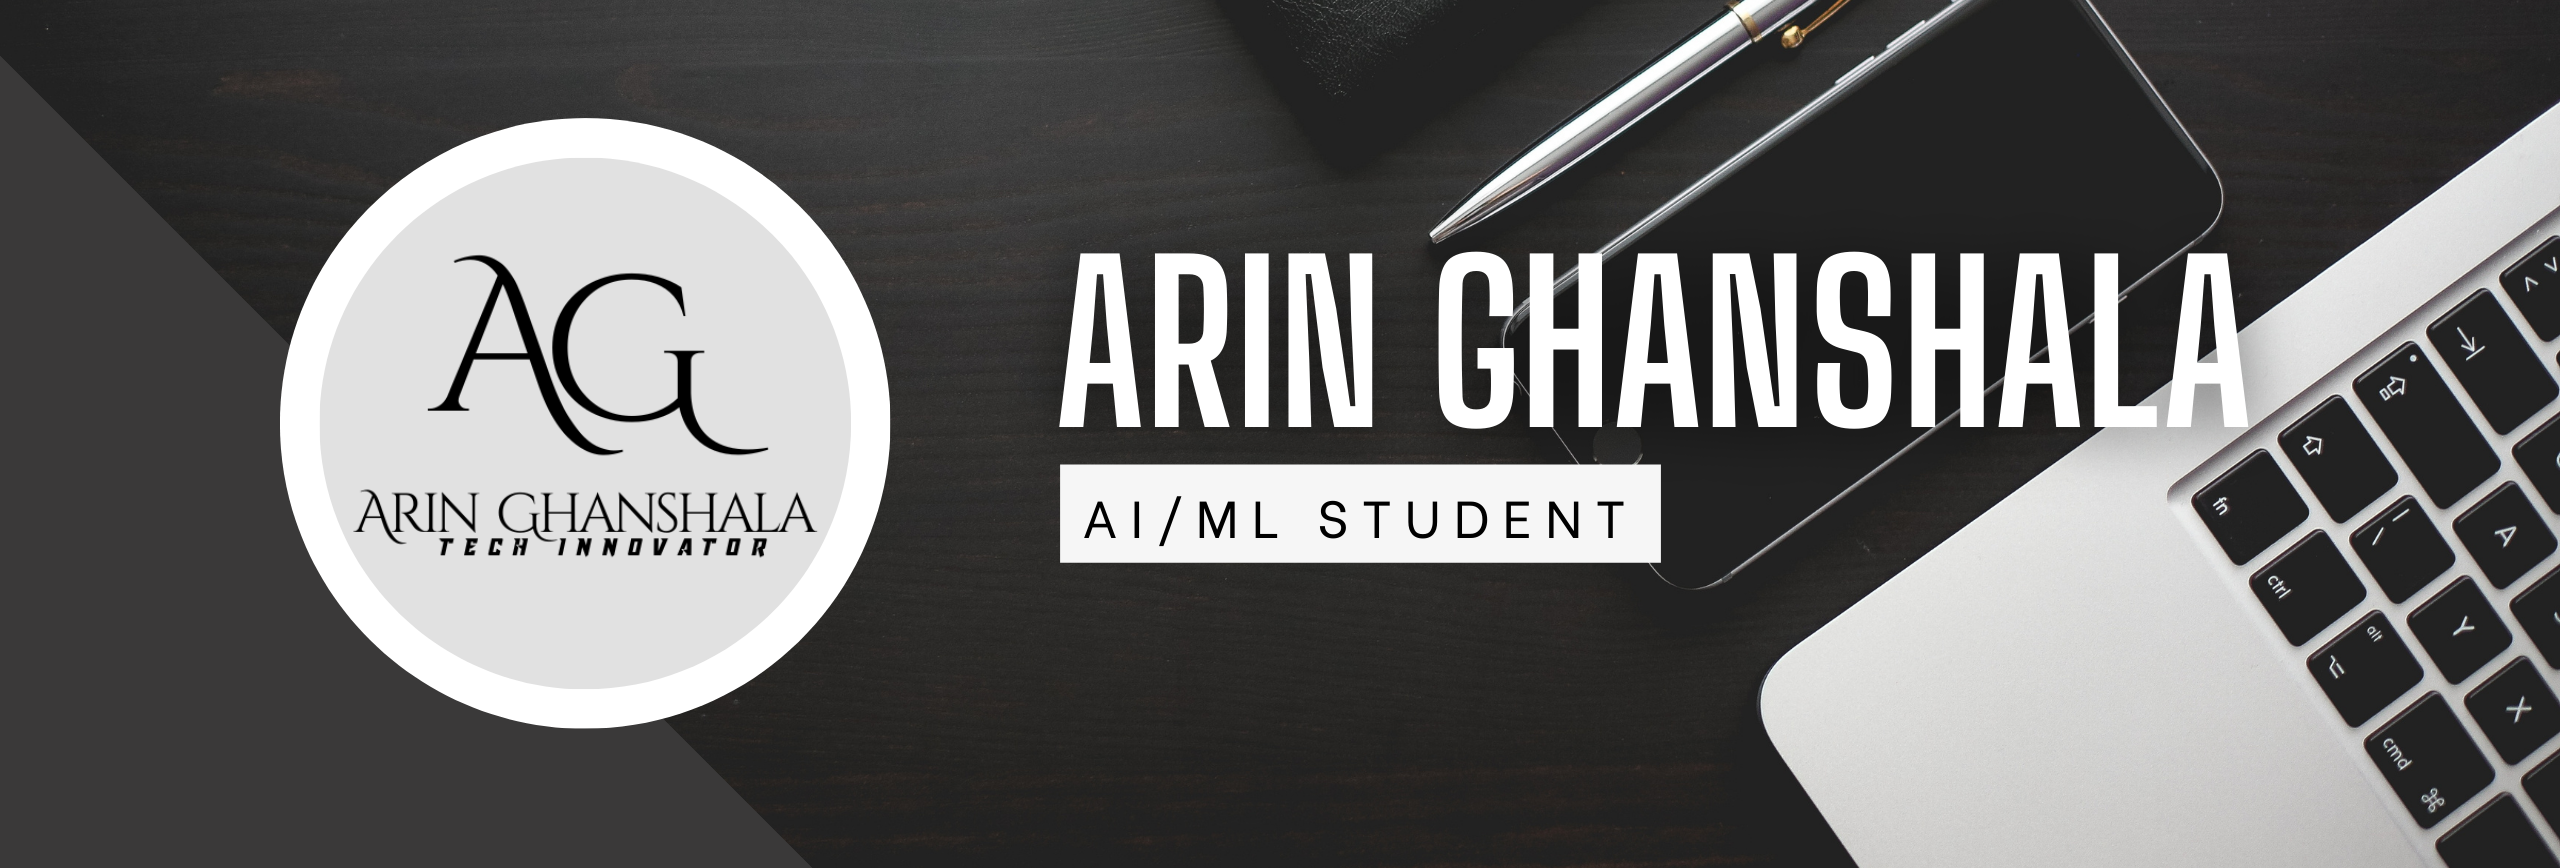 AG
ARIN GHANSHALA
TECH INNOVATOR
ARIN GHANSHALA
AI/ML STUDENT
fn
ctrl
alt
cmd
⌘
A
Y
X